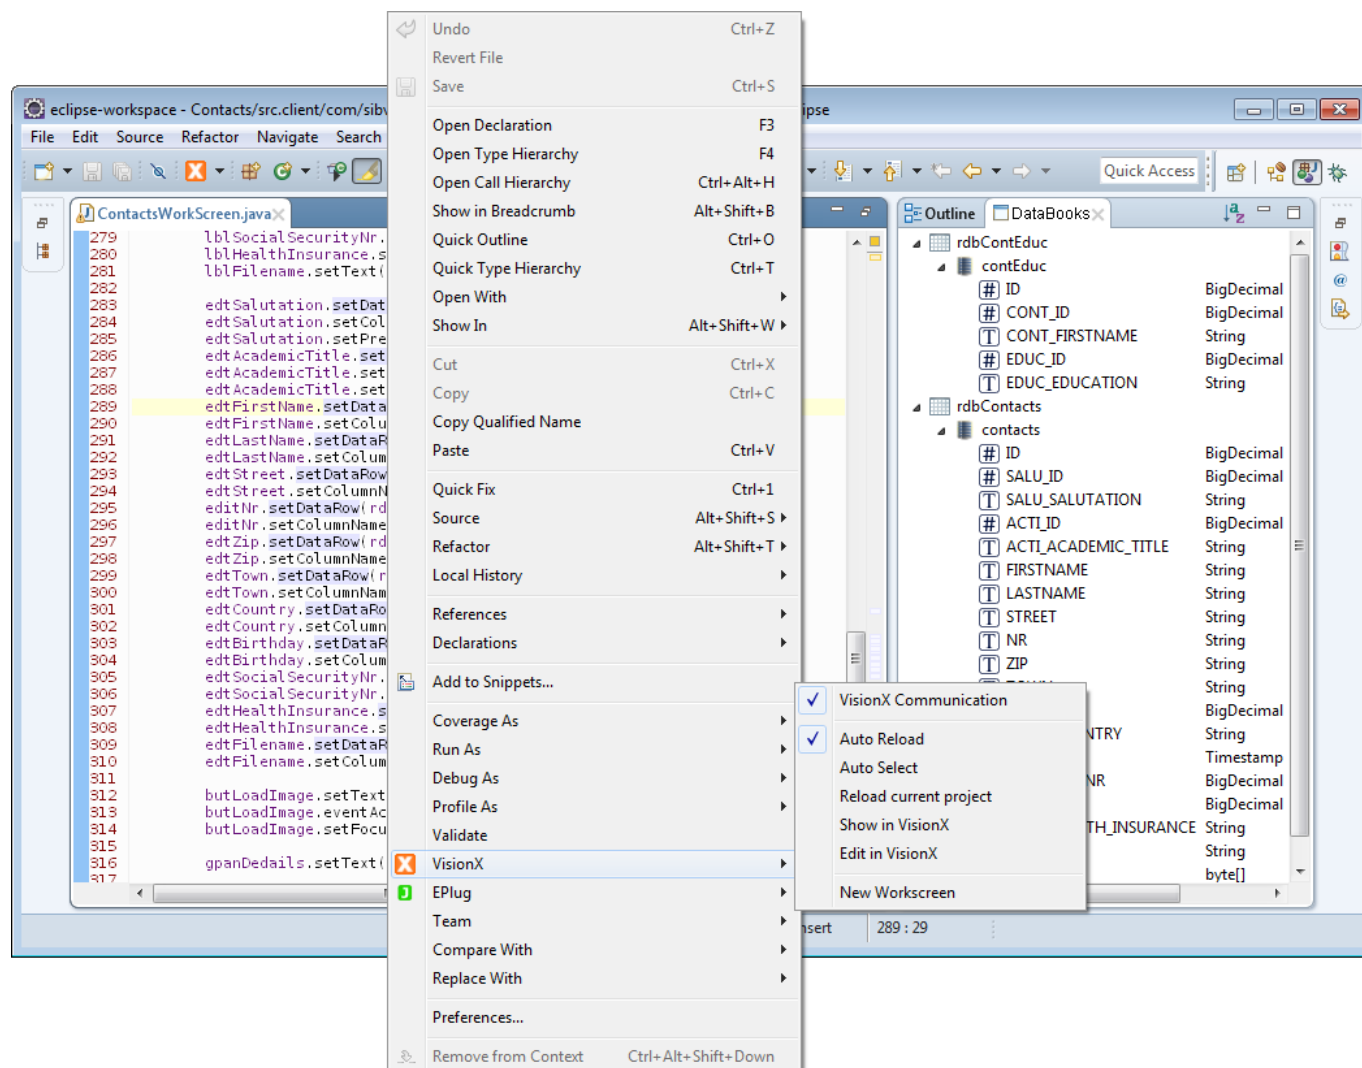 Undo Ctrl+Z
Revert File
Save Ctrl+S
Open Declaration F3
Open Type Hierarchy F4
Open Call Hierarchy Ctrl+Alt+H
Show in Breadcrumb Alt+Shift+B
Quick Outline Ctrl+O
Quick Type Hierarchy Ctrl+T
Open With
Show In Alt+Shift+W
Cut Ctrl+X
Copy Ctrl+C
Copy Qualified Name
Paste Ctrl+V
Quick Fix Ctrl+1
Source Alt+Shift+S
Refactor Alt+Shift+T
Local History
References
Declarations
Add to Snippets...
Coverage As
Run As
Debug As
Profile As
Validate
VisionX
EPlug
Team
Compare With
Replace With
Preferences...
Remove from Context Ctrl+Alt+Shift+Down
VisionX Communication
Auto Reload
Auto Select
Reload current project
Show in VisionX
Edit in VisionX
New Workscreen
eclipse-workspace - Contacts/src.client/com/sibv
ipse
File Edit Source Refactor Navigate Search
Quick Access
ContactsWorkScreen.java
279 lblSocialSecurityNr.
280 lblHealthInsurance.s
281 lblFilename.setText(
282
283 edtSalutation.setDat
284 edtSalutation.setCol
285 edtSalutation.setPre
286 edtAcademicTitle.set
287 edtAcademicTitle.set
288 edtAcademicTitle.set
289 edtFirstName.setData
290 edtFirstName.setColu
291 edtLastName.setDataR
292 edtLastName.setColum
293 edtStreet.setDataRow
294 edtStreet.setColumnN
295 editNr.setDataRow(rd
296 editNr.setColumnName
297 edtZip.setDataRow(rd
298 edtZip.setColumnName
299 edtTown.setDataRow(r
300 edtTown.setColumnNam
301 edtCountry.setDataRo
302 edtCountry.setColumn
303 edtBirthday.setDataR
304 edtBirthday.setColum
305 edtSocialSecurityNr.
306 edtSocialSecurityNr.
307 edtHealthInsurance.s
308 edtHealthInsurance.s
309 edtFilename.setDataR
310 edtFilename.setColum
311
312 butLoadImage.setText
313 butLoadImage.eventAc
314 butLoadImage.setFocu
315
316 gpanDedails.setText(
317
Outline DataBooks
rdbContEduc
contEduc
ID BigDecimal
CONT_ID BigDecimal
CONT_FIRSTNAME String
EDUC_ID BigDecimal
EDUC_EDUCATION String
rdbContacts
contacts
ID BigDecimal
SALU_ID BigDecimal
SALU_SALUTATION String
ACTI_ID BigDecimal
ACTI_ACADEMIC_TITLE String
FIRSTNAME String
LASTNAME String
STREET String
NR String
ZIP String
String
BigDecimal
NTRY String
Timestamp
NR BigDecimal
BigDecimal
TH_INSURANCE String
String
byte[]
nsert 289 : 29